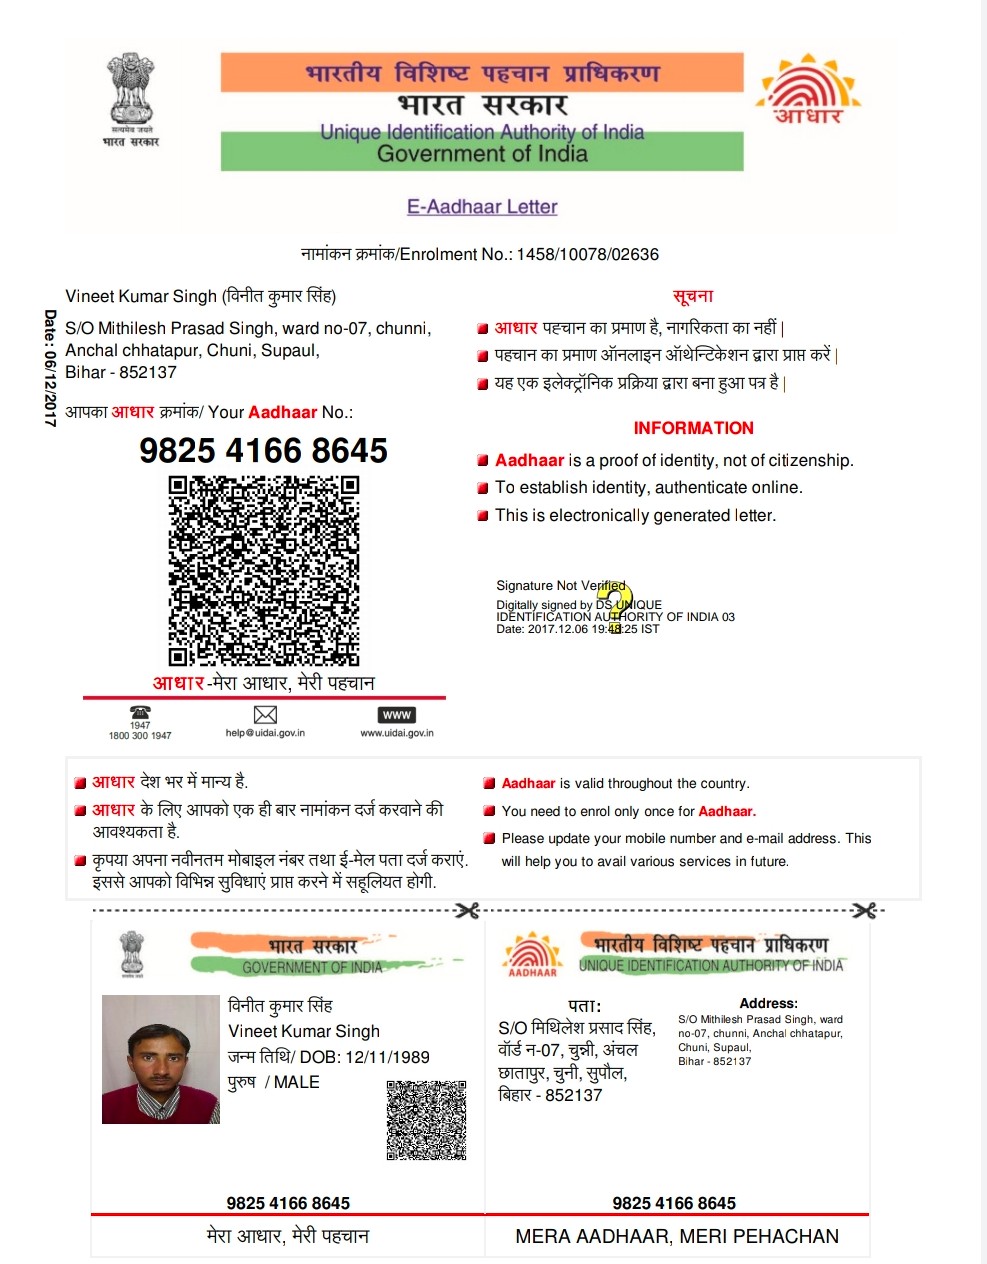 भारतीय विशिष्ट पहचान प्राधिकरण
भारत सरकार
Unique Identification Authority of India
Government of India
सत्यमेव जयते
भारत सरकार
आधार
E-Aadhaar Letter
नामांकन क्रमांक/Enrolment No.: 1458/10078/02636
Date: 06/12/2017
Vineet Kumar Singh (विनीत कुमार सिंह)
S/O Mithilesh Prasad Singh, ward no-07, chunni,
Anchal chhatapur, Chuni, Supaul,
Bihar - 852137
आपका आधार क्रमांक/ Your Aadhaar No.:
9825 4166 8645
आधार-मेरा आधार, मेरी पहचान
1947
1800 300 1947
help@uidai.gov.in
www
www.uidai.gov.in
सूचना
आधार पह्चान का प्रमाण है, नागरिकता का नहीं |
पहचान का प्रमाण ऑनलाइन ऑथेन्टिकेशन द्वारा प्राप्त करें |
यह एक इलेक्ट्रॉनिक प्रक्रिया द्वारा बना हुआ पत्र है |
INFORMATION
Aadhaar is a proof of identity, not of citizenship.
To establish identity, authenticate online.
This is electronically generated letter.
Signature Not Verified
Digitally signed by DS UNIQUE
IDENTIFICATION AUTHORITY OF INDIA 03
Date: 2017.12.06 19:48:25 IST
आधार देश भर में मान्य है.
आधार के लिए आपको एक ही बार नामांकन दर्ज करवाने की
आवश्यकता है.
कृपया अपना नवीनतम मोबाइल नंबर तथा ई-मेल पता दर्ज कराएं.
इससे आपको विभिन्न सुविधाएं प्राप्त करने में सहूलियत होगी.
Aadhaar is valid throughout the country.
You need to enrol only once for Aadhaar.
Please update your mobile number and e-mail address. This
will help you to avail various services in future.
भारत सरकार
GOVERNMENT OF INDIA
विनीत कुमार सिंह
Vineet Kumar Singh
जन्म तिथि/ DOB: 12/11/1989
पुरुष / MALE
9825 4166 8645
मेरा आधार, मेरी पहचान
AADHAAR
भारतीय विशिष्ट पहचान प्राधिकरण
UNIQUE IDENTIFICATION AUTHORITY OF INDIA
पता:
S/O मिथिलेश प्रसाद सिंह,
वॉर्ड न-07, चुन्नी, अंचल
छातापुर, चुनी, सुपौल,
बिहार - 852137
Address:
S/O Mithilesh Prasad Singh, ward
no-07, chunni, Anchal chhatapur,
Chuni, Supaul,
Bihar - 852137
9825 4166 8645
MERA AADHAAR, MERI PEHACHAN